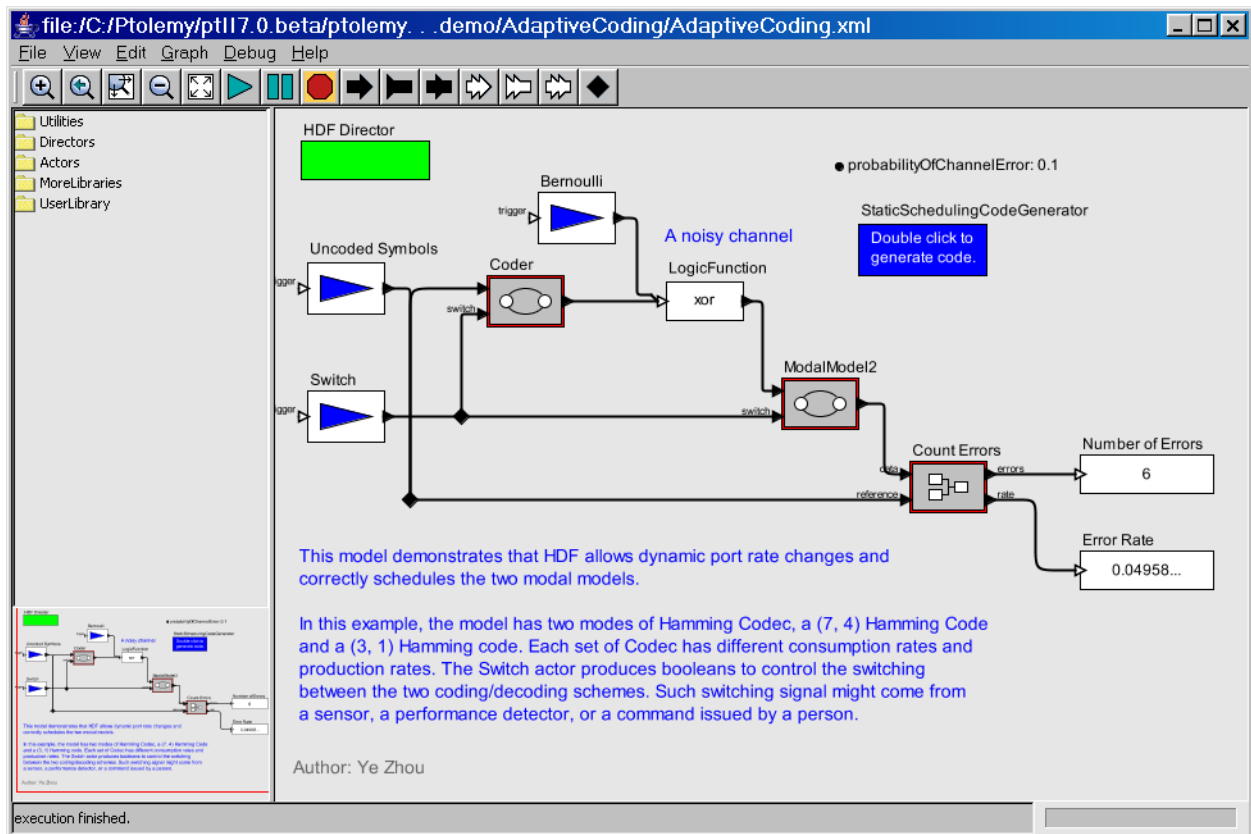 file:/C:/Ptolemy/ptII7.0.beta/ptolemy. . .demo/AdaptiveCoding/AdaptiveCoding.xml
File View Edit Graph Debug Help
Utilities
Directors
Actors
MoreLibraries
UserLibrary
HDF Director
probabilityOfChannelError: 0.1
Bernoulli
trigger
StaticSchedulingCodeGenerator
Double click to
generate code.
A noisy channel
Uncoded Symbols
Coder
LogicFunction
igger
xor
switch
ModalModel2
Switch
igger
switch
Count Errors
Number of Errors
data
errors
6
reference
rate
Error Rate
0.04958...
This model demonstrates that HDF allows dynamic port rate changes and
correctly schedules the two modal models.
In this example, the model has two modes of Hamming Codec, a (7, 4) Hamming Code
and a (3, 1) Hamming code. Each set of Codec has different consumption rates and
production rates. The Switch actor produces booleans to control the switching
between the two coding/decoding schemes. Such switching signal might come from
a sensor, a performance detector, or a command issued by a person.
Author: Ye Zhou
execution finished.